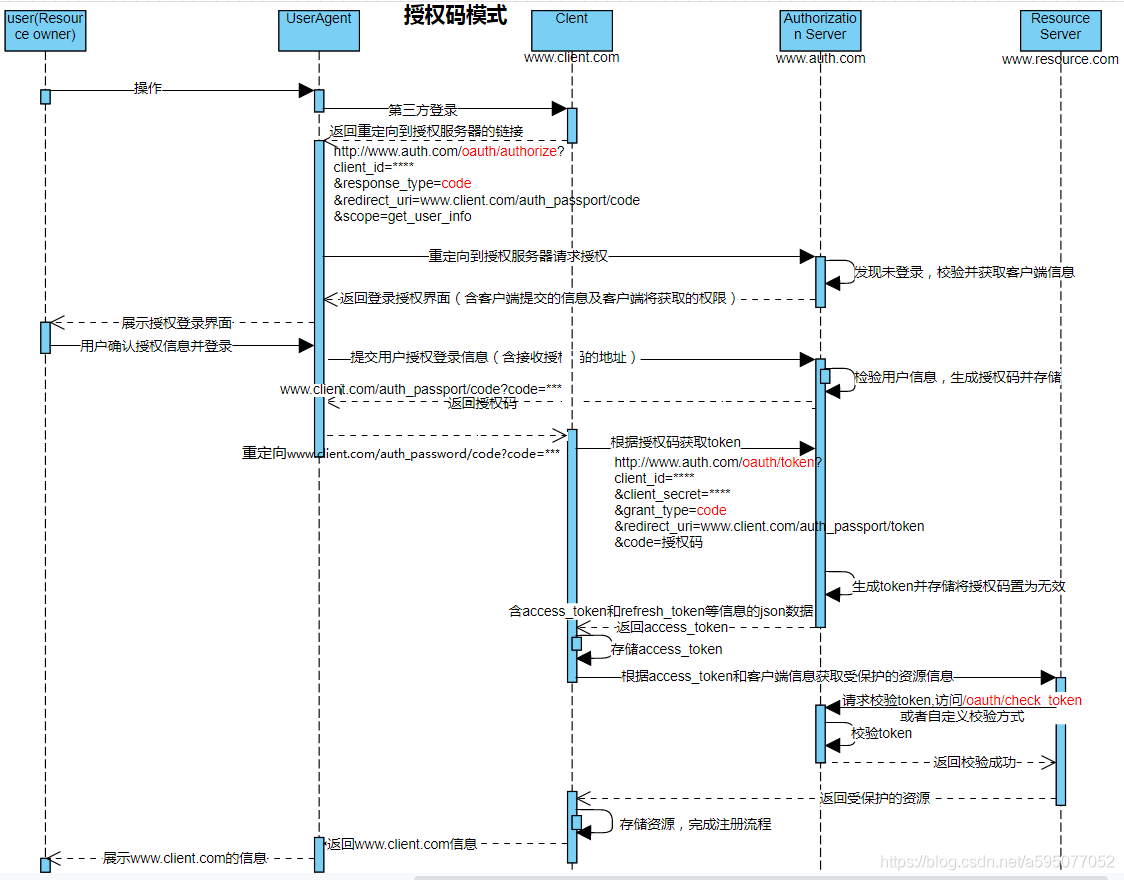 授权码模式
user(Resour
ce owner)
UserAgent
Client
www.client.com
Authorizatio
n Server
www.auth.com
Resource
Server
www.resource.com
操作
第三方登录
返回重定向到授权服务器的链接
http://www.auth.com/oauth/authorize?
client_id=****
&response_type=code
&redirect_uri=www.client.com/auth_passport/code
&scope=get_user_info
重定向到授权服务器请求授权
发现未登录，校验并获取客户端信息
返回登录授权界面（含客户端提交的信息及客户端将获取的权限）
展示授权登录界面
用户确认授权信息并登录
提交用户授权登录信息（含接收授 的地址）
检验用户信息，生成授权码并存储
www.client.com/auth_passport/code?code=***
返回授权码
重定向www.client.com/auth_password/code?code=***
根据授权码获取token
http://www.auth.com/oauth/token?
client_id=****
&client_secret=****
&grant_type=code
&redirect_uri=www.client.com/auth_passport/token
&code=授权码
生成token并存储将授权码置为无效
含access_token和refresh_token等信息的json数据
返回access_token
存储access_token
根据access_token和客户端信息获取受保护的资源信息
请求校验token,访问/oauth/check_token
或者自定义校验方式
校验token
返回校验成功
返回受保护的资源
存储资源，完成注册流程
返回www.client.com信息
展示www.client.com的信息
https://blog.csdn.net/a595077052